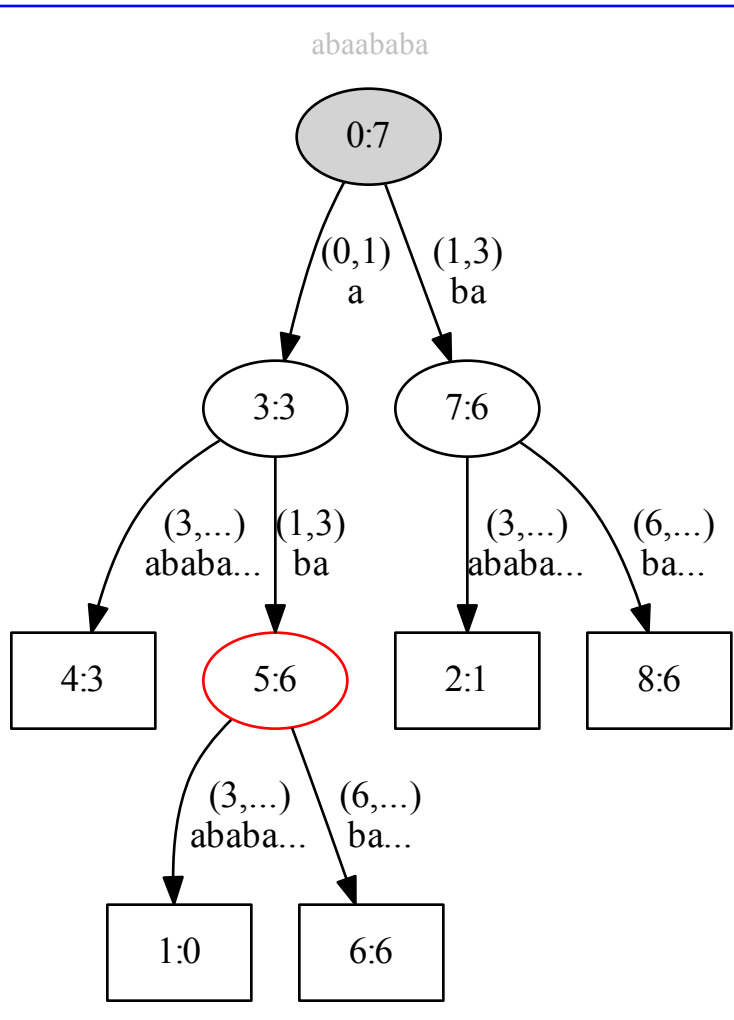 abaababa
0:7
(0,1)
a
(1,3)
ba
3:3
7:6
(3,...)
ababa...
(1,3)
ba
(3,...)
ababa...
(6,...)
ba...
4:3
5:6
2:1
8:6
(3,...)
ababa...
(6,...)
ba...
1:0
6:6